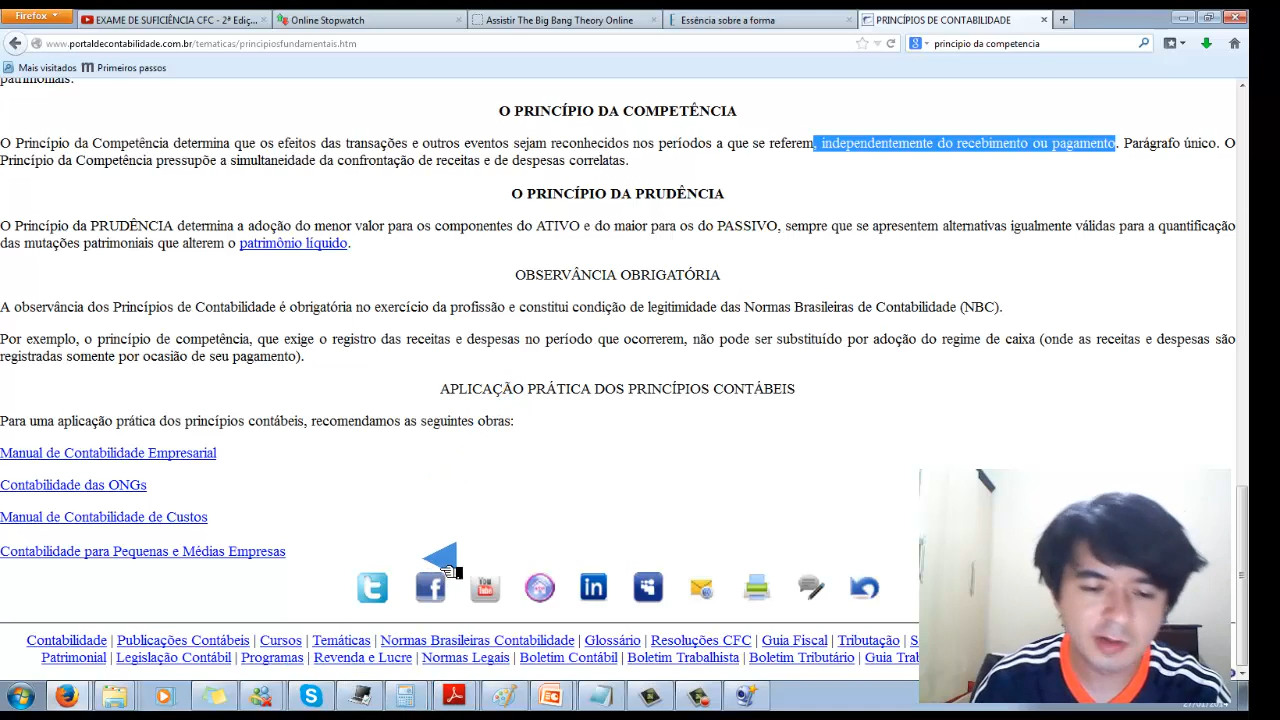 Firefox
EXAME DE SUFICIÊNCIA CFC - 2ª Ediç...
Online Stopwatch
Assistir The Big Bang Theory Online
Essência sobre a forma
PRINCÍPIOS DE CONTABILIDADE
www.portaldecontabilidade.com.br/tematicas/principiosfundamentais.htm
principio da competencia
Mais visitados
Primeiros passos
patrimoniais.
O PRINCÍPIO DA COMPETÊNCIA
O Princípio da Competência determina que os efeitos das transações e outros eventos sejam reconhecidos nos períodos a que se referem, independentemente do recebimento ou pagamento. Parágrafo único. O
Princípio da Competência pressupõe a simultaneidade da confrontação de receitas e de despesas correlatas.
O PRINCÍPIO DA PRUDÊNCIA
O Princípio da PRUDÊNCIA determina a adoção do menor valor para os componentes do ATIVO e do maior para os do PASSIVO, sempre que se apresentem alternativas igualmente válidas para a quantificação
das mutações patrimoniais que alterem o patrimônio líquido.
OBSERVÂNCIA OBRIGATÓRIA
A observância dos Princípios de Contabilidade é obrigatória no exercício da profissão e constitui condição de legitimidade das Normas Brasileiras de Contabilidade (NBC).
Por exemplo, o princípio de competência, que exige o registro das receitas e despesas no período que ocorrerem, não pode ser substituído por adoção do regime de caixa (onde as receitas e despesas são
registradas somente por ocasião de seu pagamento).
APLICAÇÃO PRÁTICA DOS PRINCÍPIOS CONTÁBEIS
Para uma aplicação prática dos princípios contábeis, recomendamos as seguintes obras:
Manual de Contabilidade Empresarial
Contabilidade das ONGs
Manual de Contabilidade de Custos
Contabilidade para Pequenas e Médias Empresas
You Tube
in
Contabilidade | Publicações Contábeis | Cursos | Temáticas | Normas Brasileiras Contabilidade | Glossário | Resoluções CFC | Guia Fiscal | Tributação | S
Patrimonial | Legislação Contábil | Programas | Revenda e Lucre | Normas Legais | Boletim Contábil | Boletim Trabalhista | Boletim Tributário | Guia Trab